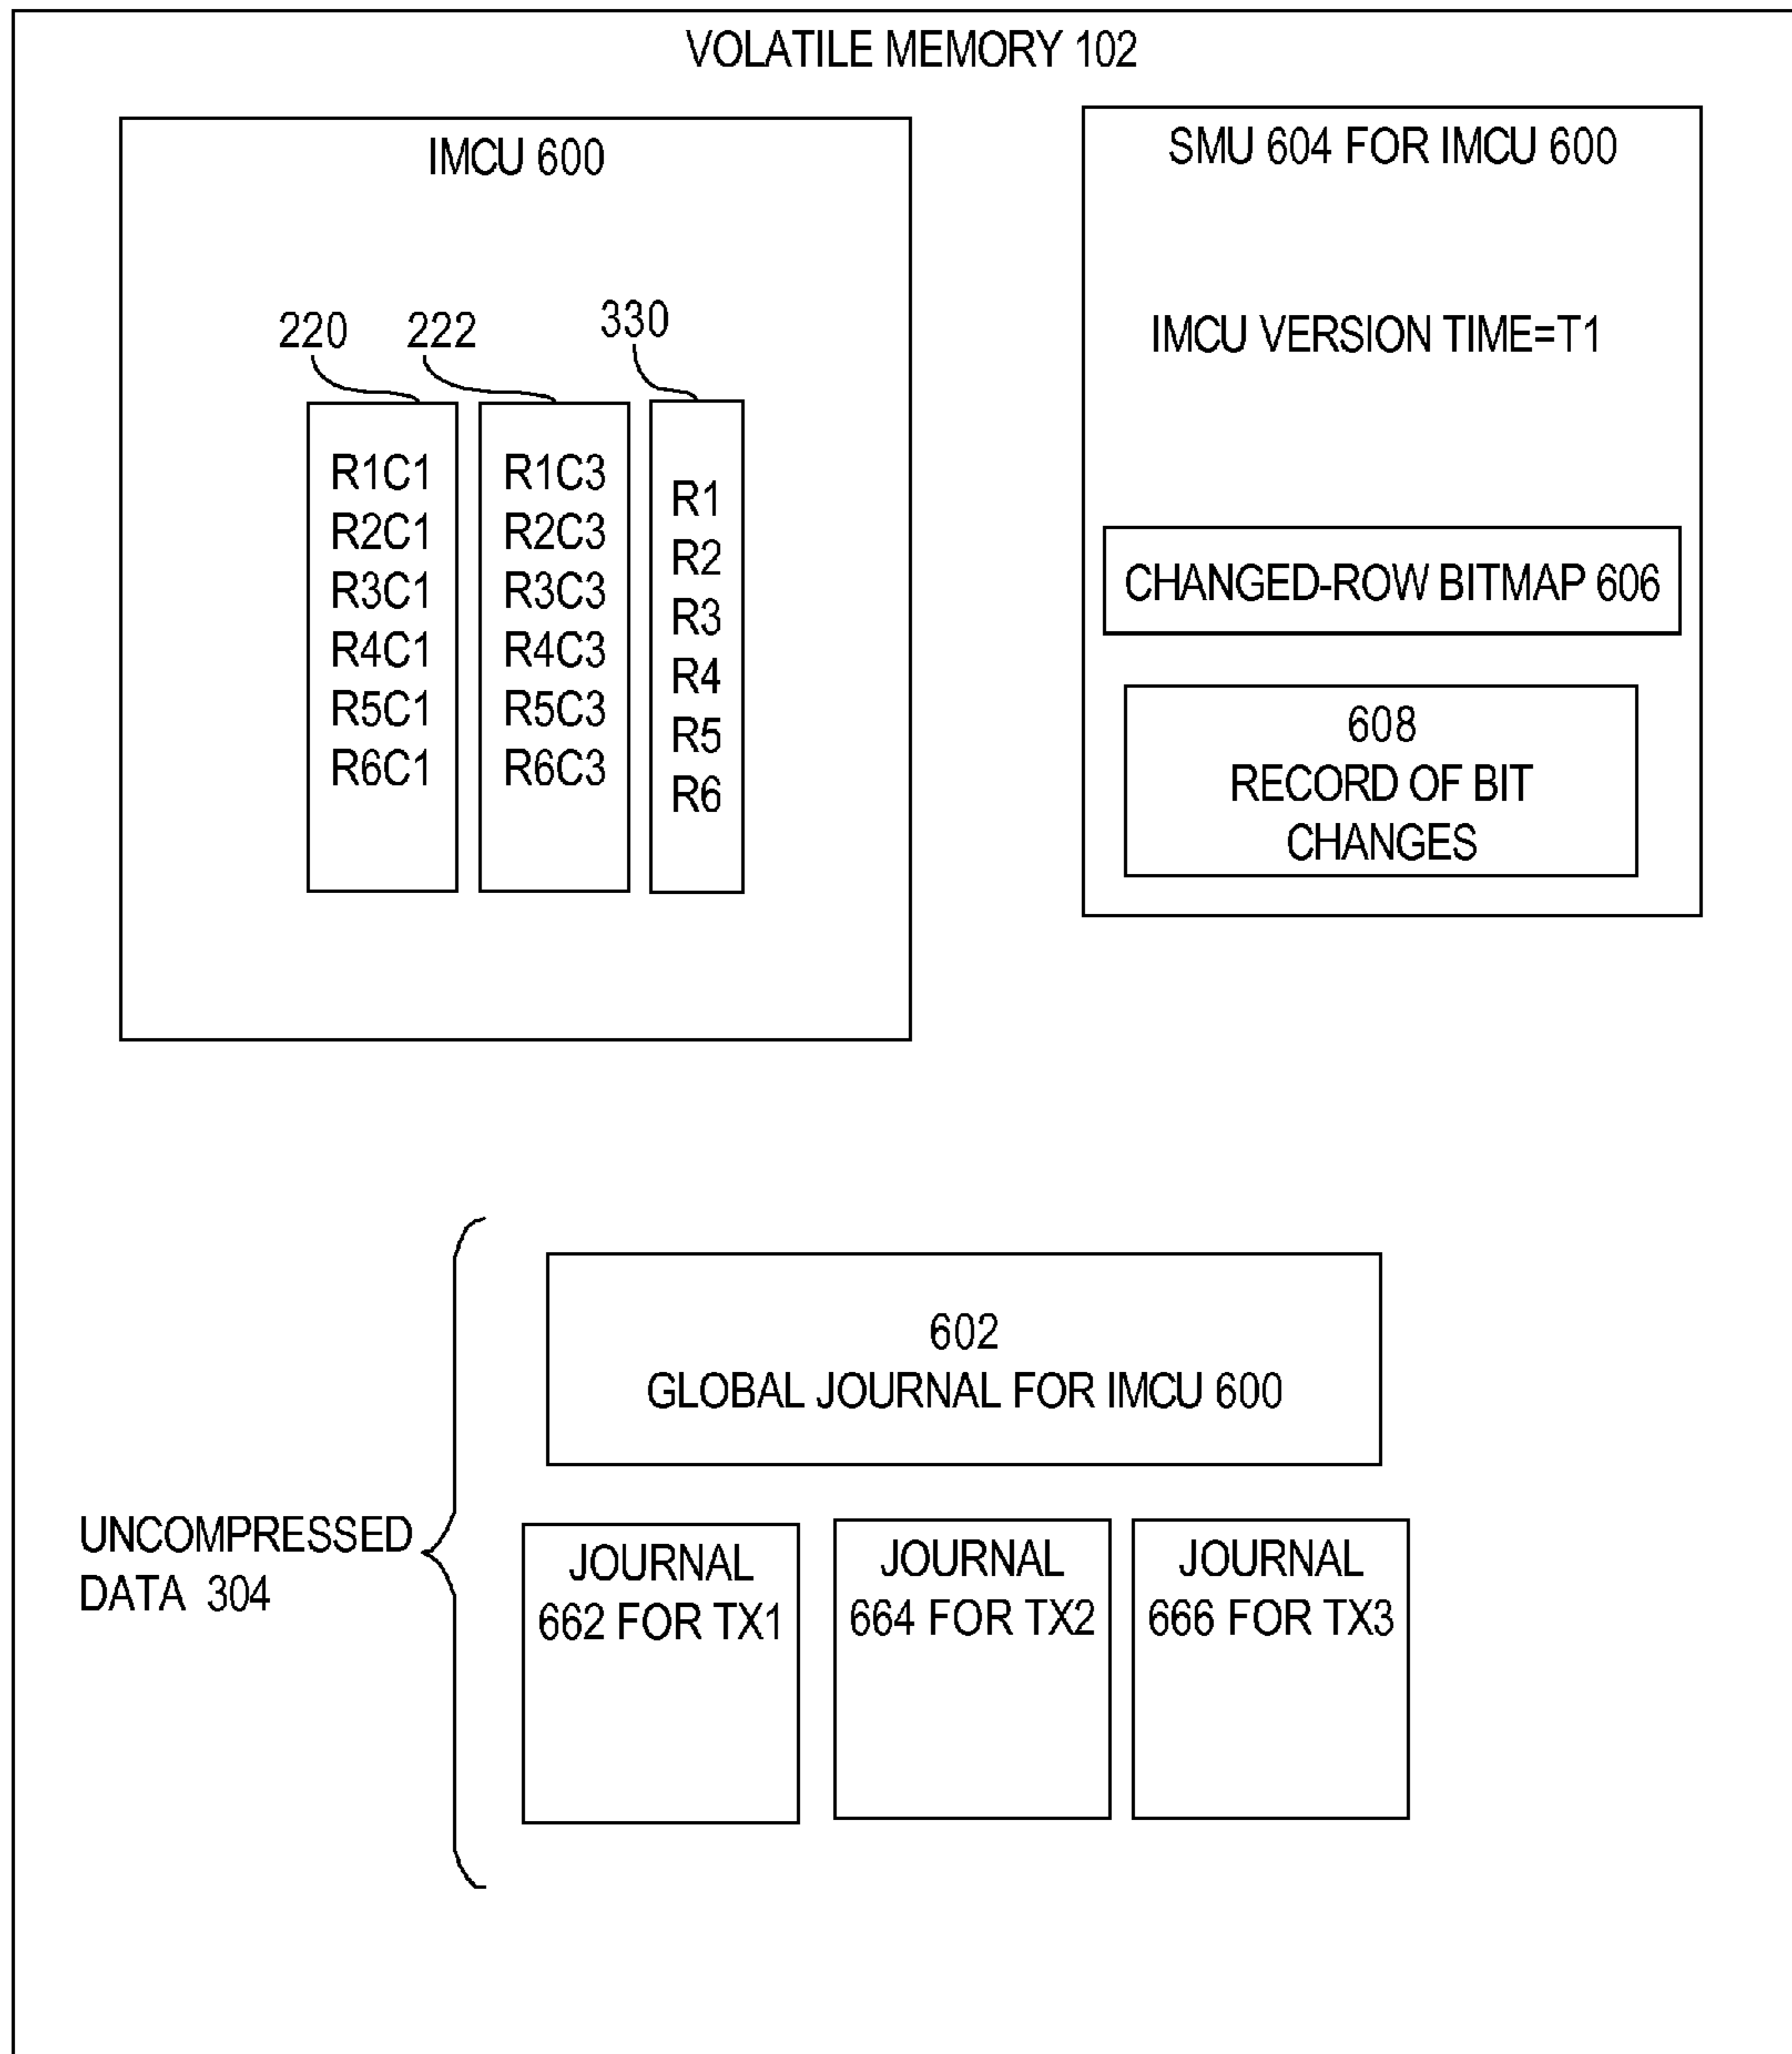 VOLATILE MEMORY 102
IMCU 600
220
222
330
R1C1
R2C1
R3C1
R4C1
R5C1
R6C1
R1C3
R2C3
R3C3
R4C3
R5C3
R6C3
R1
R2
R3
R4
R5
R6
SMU 604 FOR IMCU 600
IMCU VERSION TIME=T1
CHANGED-ROW BITMAP 606
608
RECORD OF BIT
CHANGES
UNCOMPRESSED
DATA 304
602
GLOBAL JOURNAL FOR IMCU 600
JOURNAL
662 FOR TX1
JOURNAL
664 FOR TX2
JOURNAL
666 FOR TX3